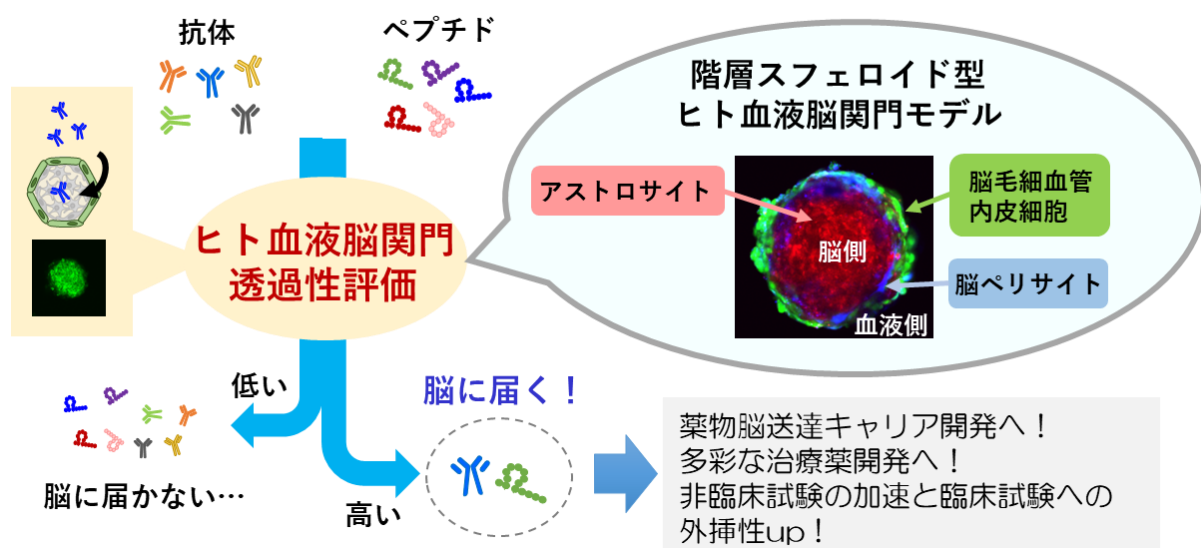 抗体
ペプチド
階層スフェロイド型
ヒト血液脳関門モデル
アストロサイト
脳毛細血管
内皮細胞
脳側
脳ペリサイト
血液側
ヒト血液脳関門
透過性評価
低い
脳に届く！
脳に届かない…
高い
薬物脳送達キャリア開発へ！
多彩な治療薬開発へ！
非臨床試験の加速と臨床試験への
外挿性up！